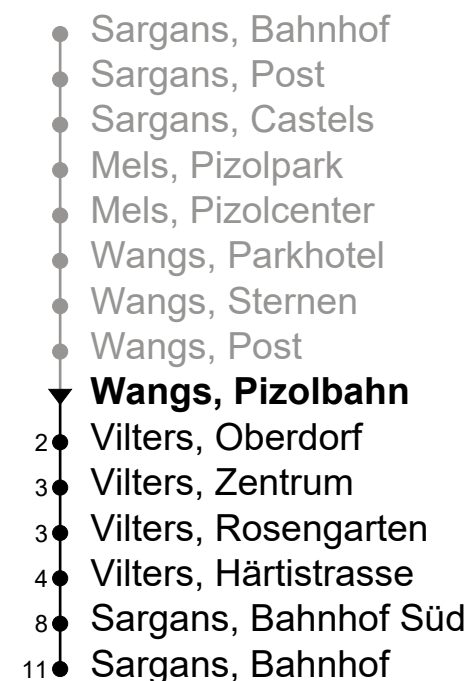 Sargans, Bahnhof
Sargans, Post
Sargans, Castels
Mels, Pizolpark
Mels, Pizolcenter
Wangs, Parkhotel
Wangs, Sternen
Wangs, Post
Wangs, Pizolbahn
2 Vilters, Oberdorf
3 Vilters, Zentrum
3 Vilters, Rosengarten
4 Vilters, Härtistrasse
8 Sargans, Bahnhof Süd
11 Sargans, Bahnhof